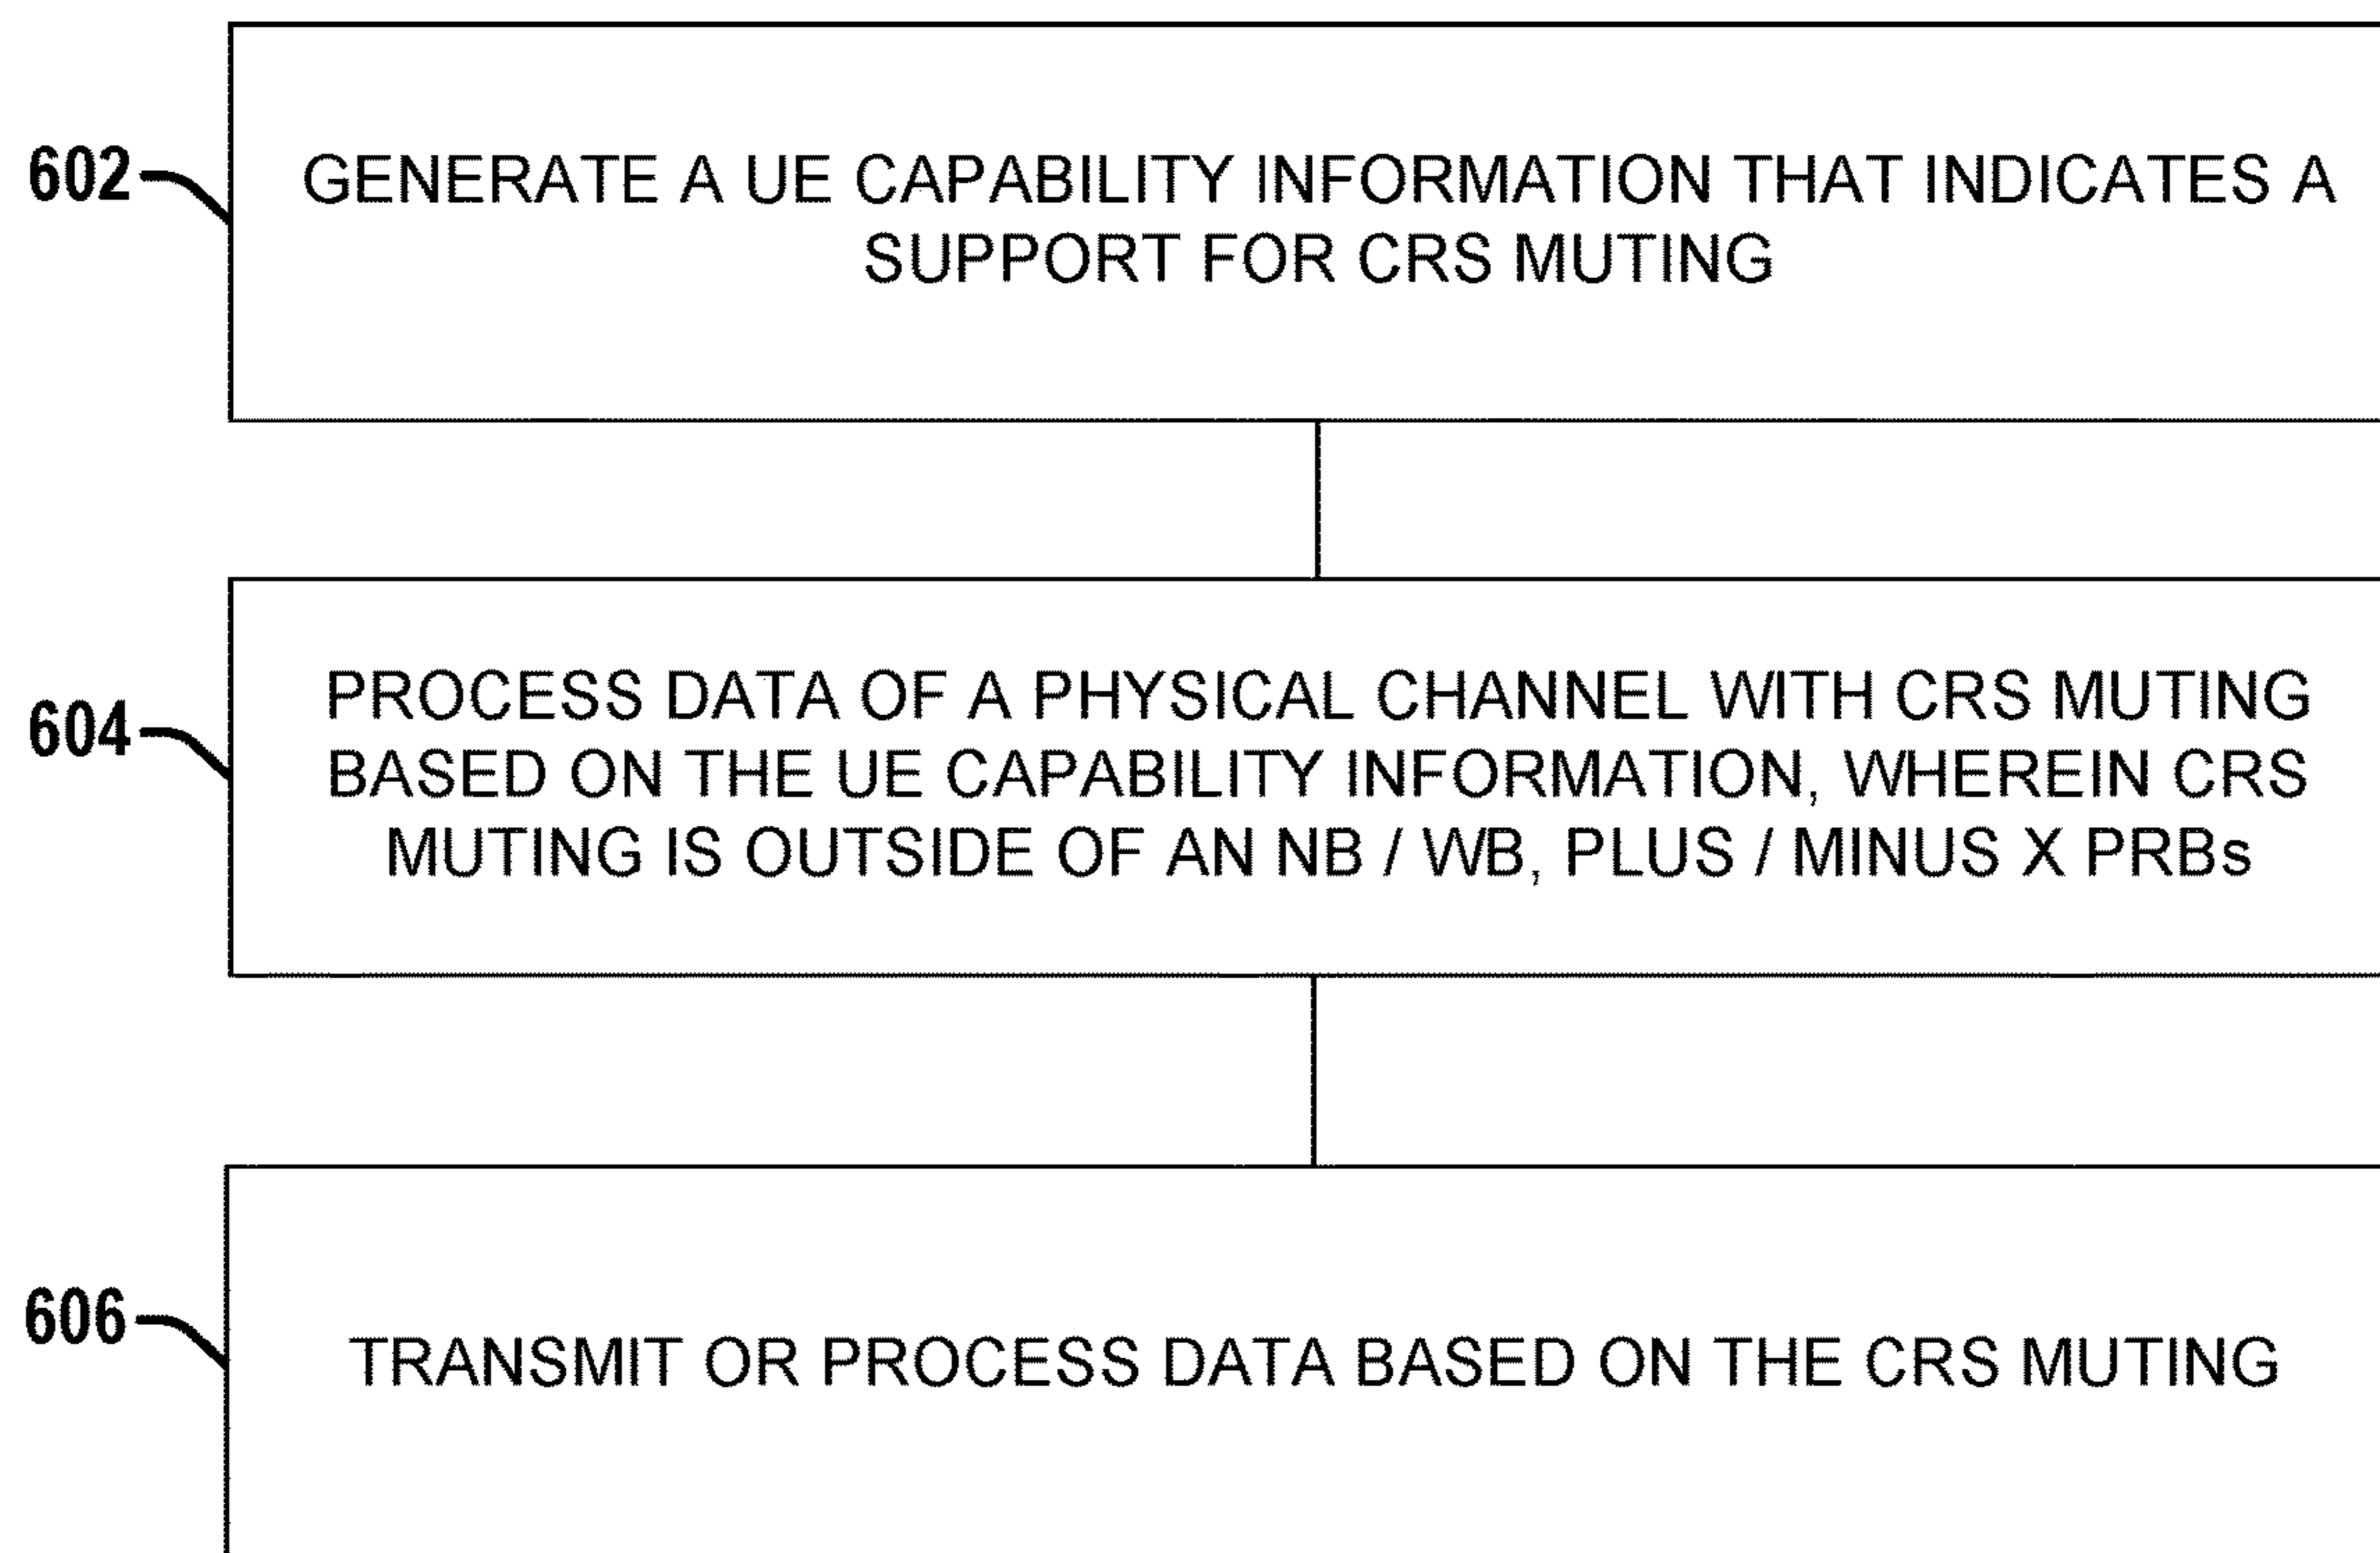 602
GENERATE A UE CAPABILITY INFORMATION THAT INDICATES A
SUPPORT FOR CRS MUTING
604
PROCESS DATA OF A PHYSICAL CHANNEL WITH CRS MUTING
BASED ON THE UE CAPABILITY INFORMATION, WHEREIN CRS
MUTING IS OUTSIDE OF AN NB / WB, PLUS / MINUS X PRBs
606
TRANSMIT OR PROCESS DATA BASED ON THE CRS MUTING